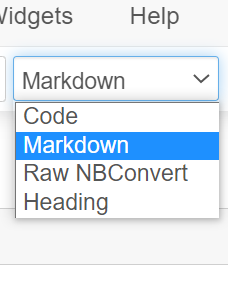 Widgets Help
Markdown
Code
Markdown
Raw NBConvert
Heading